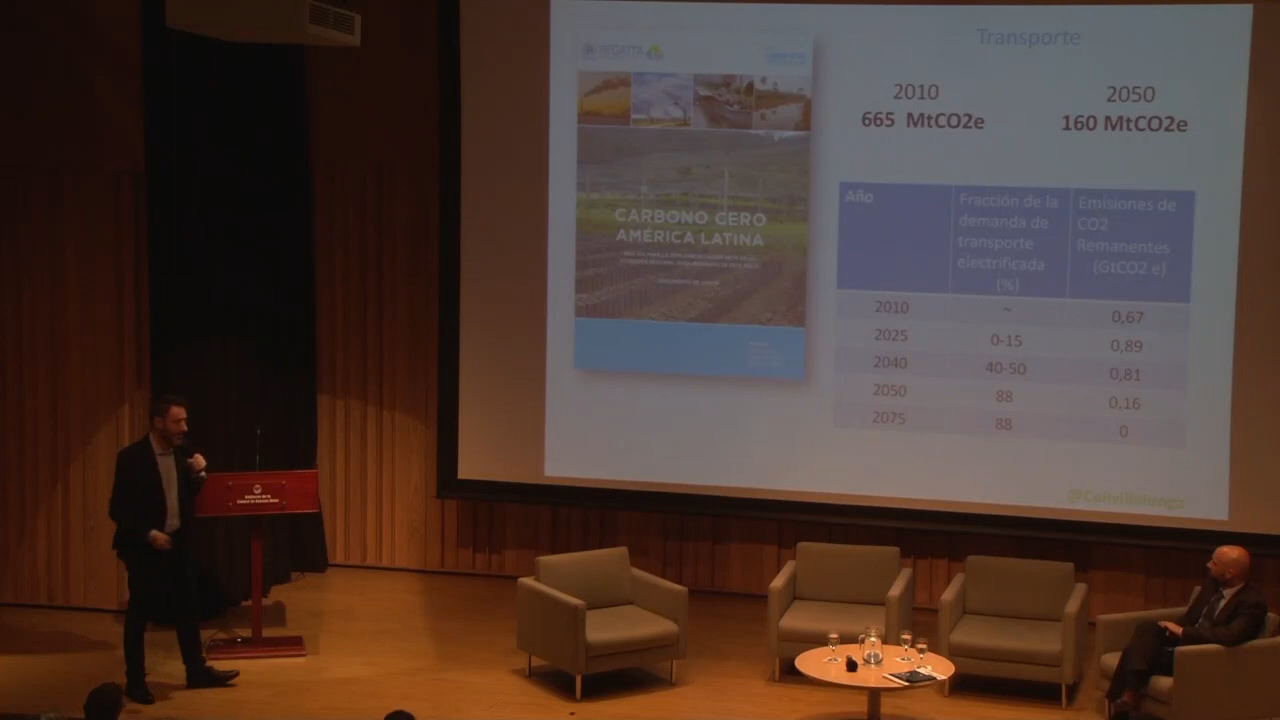 REGATTA
CARBONO CERO
AMÉRICA LATINA
Transporte
2010
665 MtCO2e
2050
160 MtCO2e
Año
Fracción de la
demanda de
transporte
electrificada
(%)
Emisiones de
CO2
Remanentes
(GtCO2 e)
2010 ~ 0,67
2025 0-15 0,89
2040 40-50 0,81
2050 88 0,16
2075 88 0